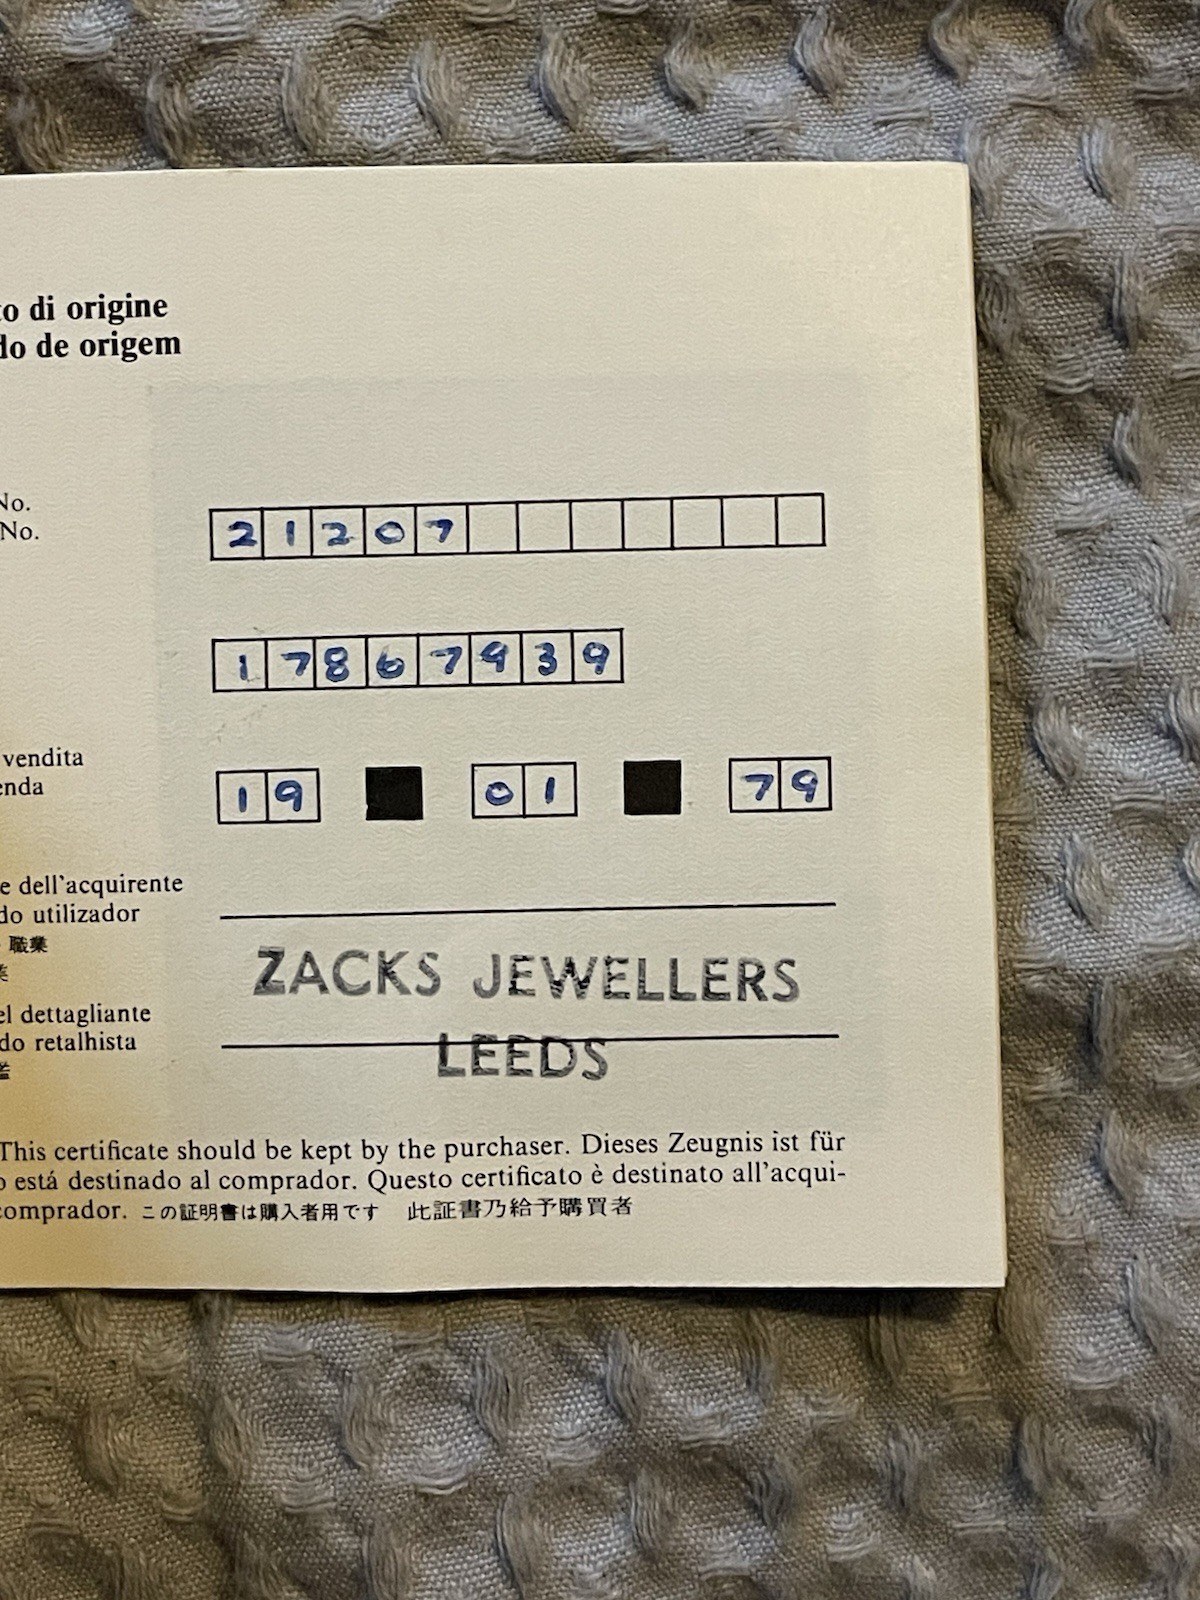 to di origine
do de origem
No.
No.
21207
17867939
vendita
enda
19 01 79
e dell'acquirente
do utilizador
職業
業
ZACKS JEWELLERS
el dettagliante
do retalhista
LEEDS
This certificate should be kept by the purchaser. Dieses Zeugnis ist für
o está destinado al comprador. Questo certificato è destinato all'acqui-
comprador. この証明書は購入者用です 此証書乃給予購買者